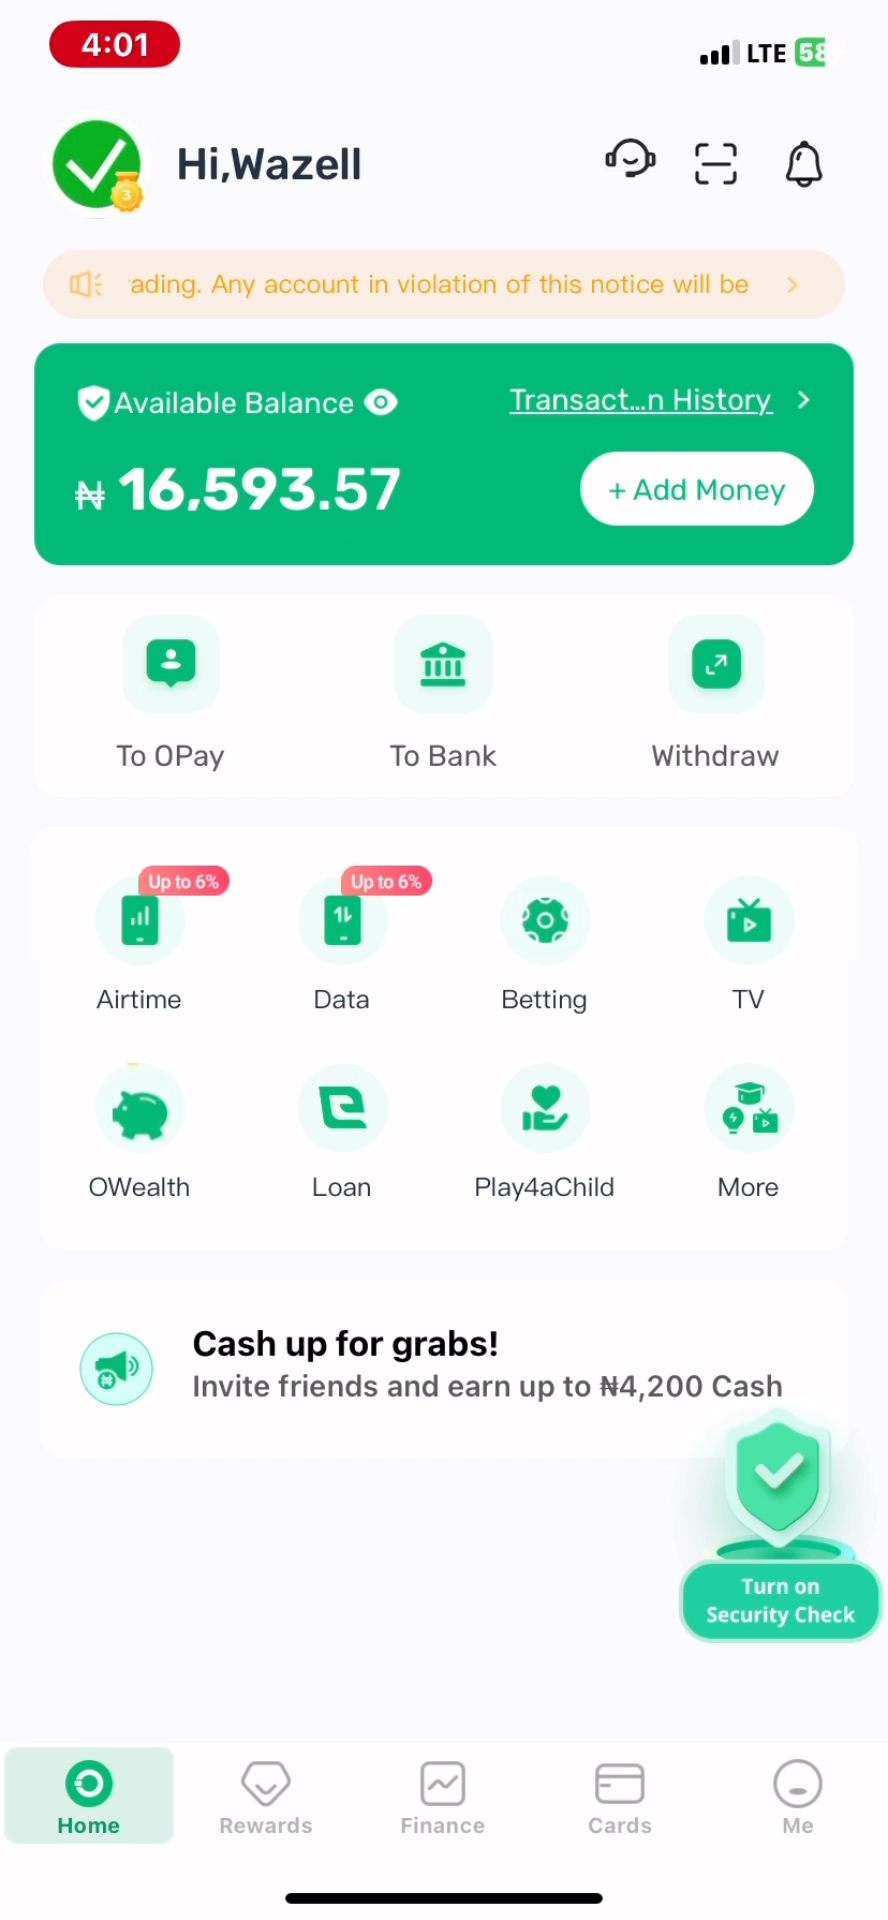 4:01
LTE 58
3
Hi,Wazell
ading. Any account in violation of this notice will be
Available Balance
Transact...n History
₦ 16,593.57
+ Add Money
To OPay
To Bank
Withdraw
Up to 6%
Up to 6%
Airtime
Data
Betting
TV
OWealth
Loan
Play4aChild
More
Cash up for grabs!
Invite friends and earn up to ₦4,200 Cash
Turn on
Security Check
Home
Rewards
Finance
Cards
Me